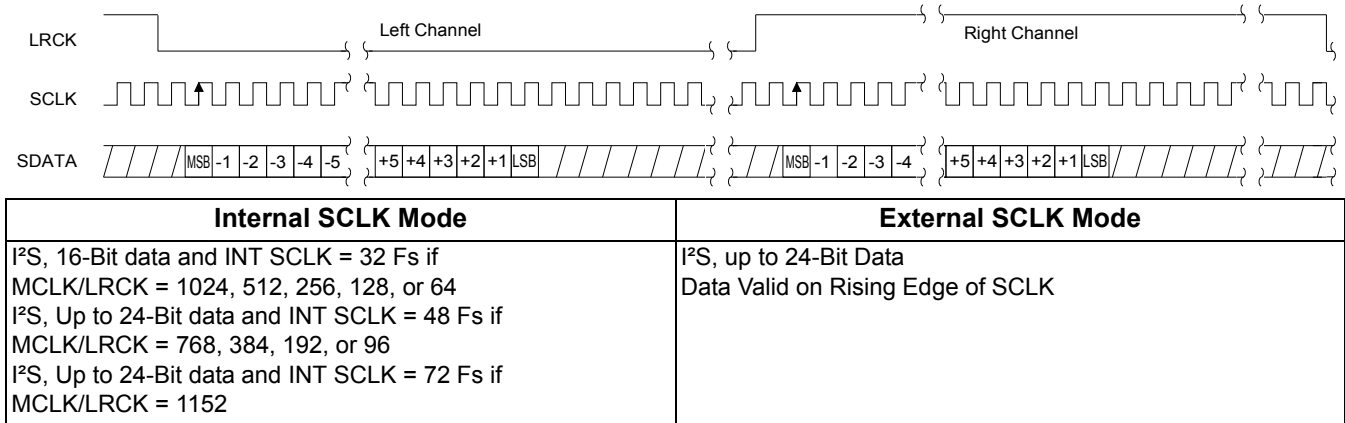 LRCK
Left Channel
Right Channel
SCLK
SDATA
MSB -1 -2 -3 -4 -5 +5 +4 +3 +2 +1 LSB MSB -1 -2 -3 -4 +5 +4 +3 +2 +1 LSB
Internal SCLK Mode
External SCLK Mode
I²S, 16-Bit data and INT SCLK = 32 Fs if
MCLK/LRCK = 1024, 512, 256, 128, or 64
I²S, Up to 24-Bit data and INT SCLK = 48 Fs if
MCLK/LRCK = 768, 384, 192, or 96
I²S, Up to 24-Bit data and INT SCLK = 72 Fs if
MCLK/LRCK = 1152
I²S, up to 24-Bit Data
Data Valid on Rising Edge of SCLK